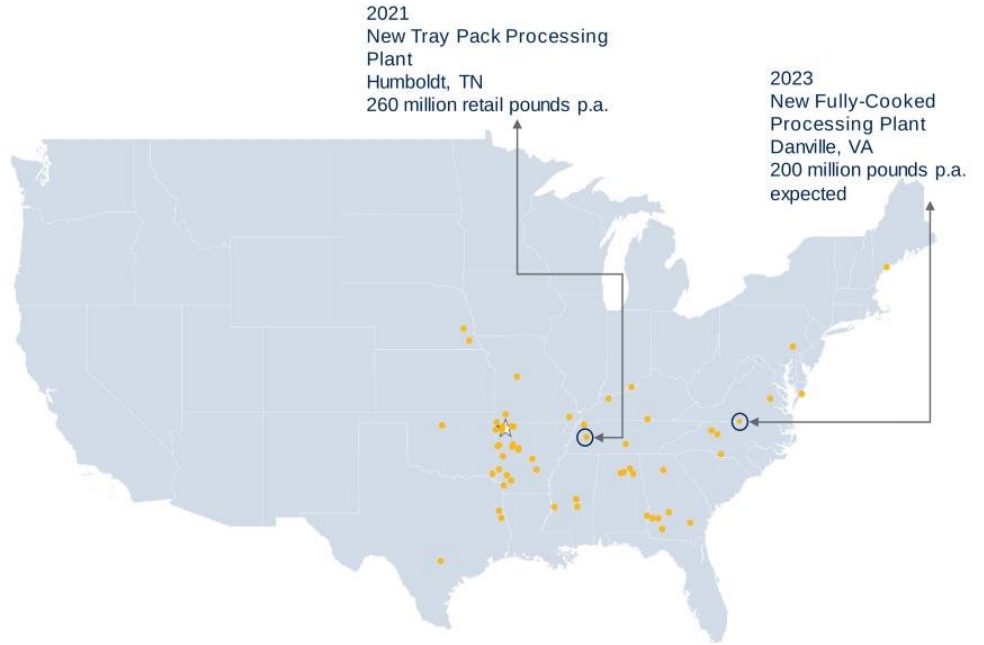 2021
New Tray Pack Processing
Plant
Humboldt, TN
260 million retail pounds p.a.
2023
New Fully-Cooked
Processing Plant
Danville, VA
200 million pounds p.a.
expected